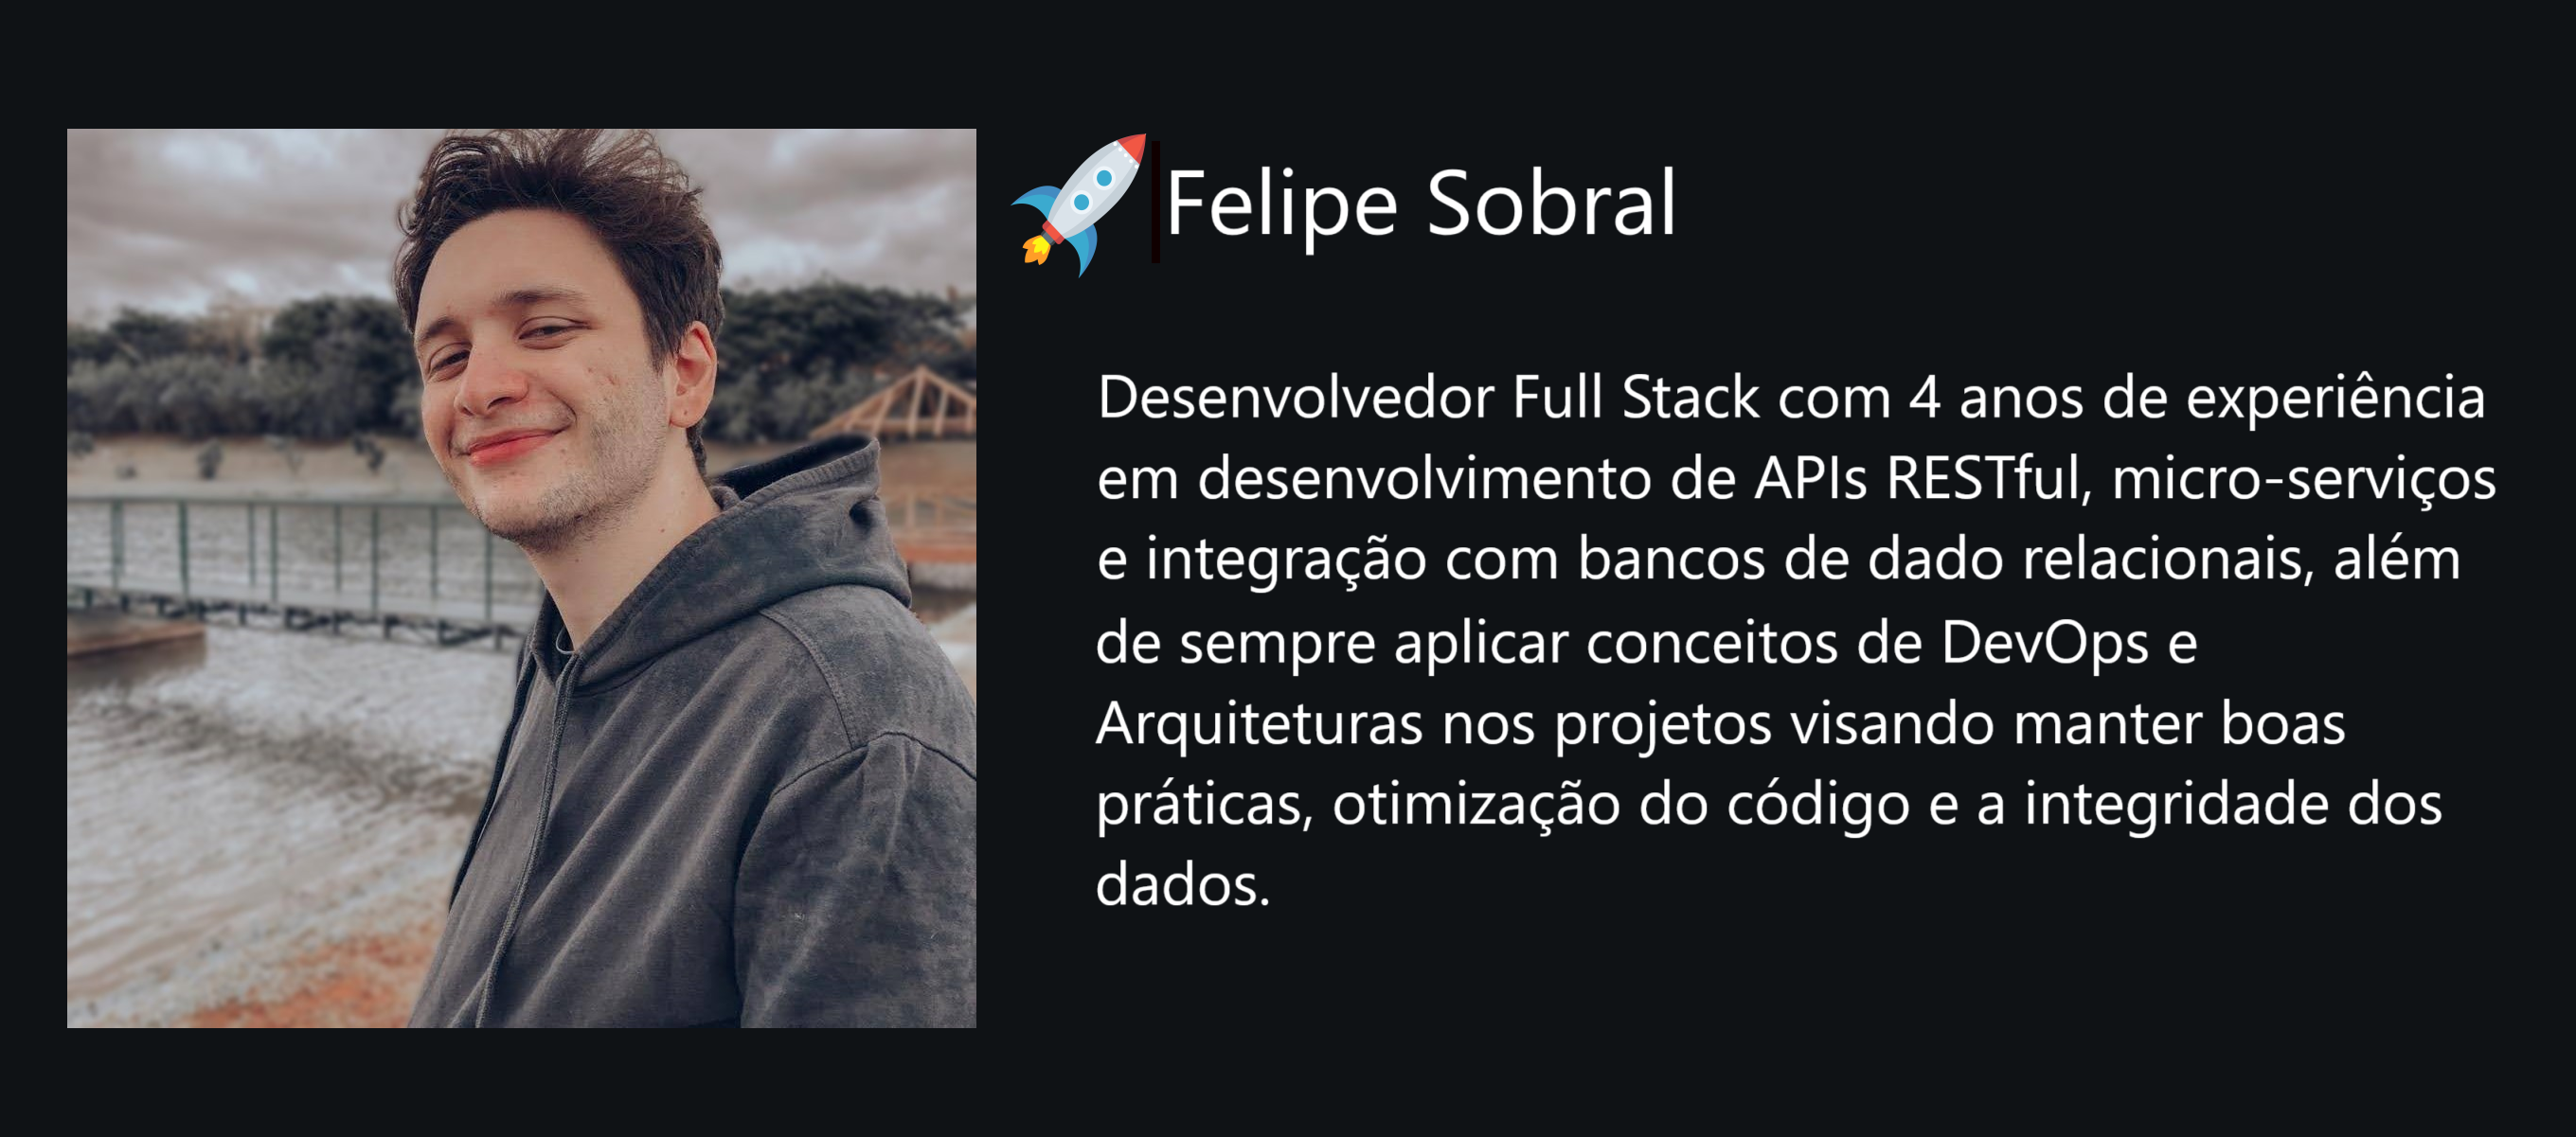 Felipe Sobral
Desenvolvedor Full Stack com 4 anos de experiência
em desenvolvimento de APIs RESTful, micro-serviços
e integração com bancos de dado relacionais, além
de sempre aplicar conceitos de DevOps e
Arquiteturas nos projetos visando manter boas
práticas, otimização do código e a integridade dos
dados.